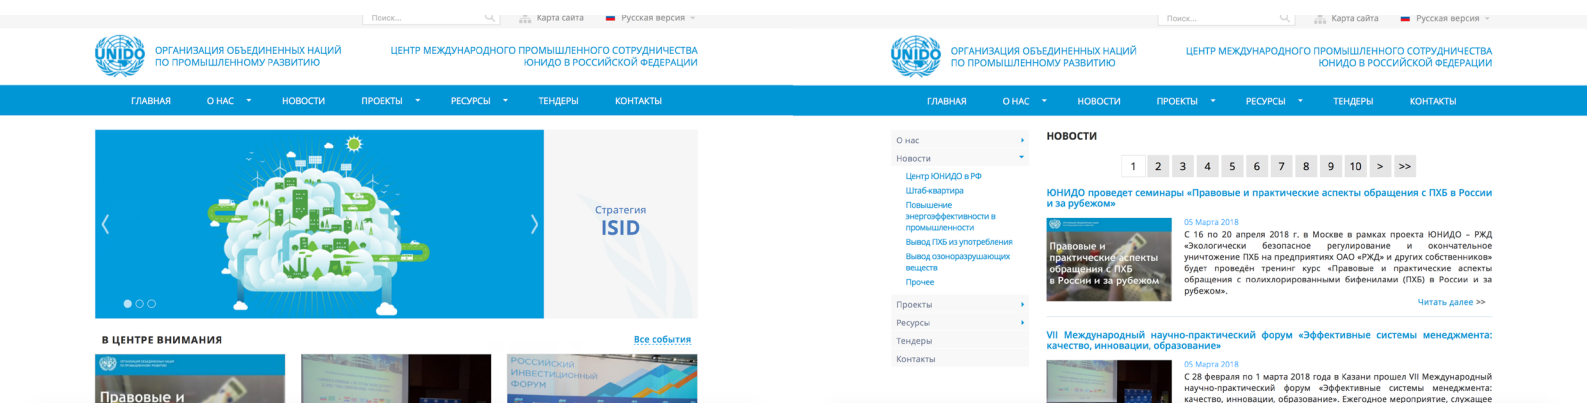 Поиск...
Карта сайта
Русская версия
UNIDO
ОРГАНИЗАЦИЯ ОБЪЕДИНЕННЫХ НАЦИЙ
ПО ПРОМЫШЛЕННОМУ РАЗВИТИЮ
ЦЕНТР МЕЖДУНАРОДНОГО ПРОМЫШЛЕННОГО СОТРУДНИЧЕСТВА
ЮНИДО В РОССИЙСКОЙ ФЕДЕРАЦИИ
ГЛАВНАЯ О НАС НОВОСТИ ПРОЕКТЫ РЕСУРСЫ ТЕНДЕРЫ КОНТАКТЫ
Стратегия
ISID
В ЦЕНТРЕ ВНИМАНИЯ
Все события
Правовые и
РОССИЙСКИЙ
ИНВЕСТИЦИОННЫЙ
ФОРУМ
Поиск...
Карта сайта
Русская версия
UNIDO
ОРГАНИЗАЦИЯ ОБЪЕДИНЕННЫХ НАЦИЙ
ПО ПРОМЫШЛЕННОМУ РАЗВИТИЮ
ЦЕНТР МЕЖДУНАРОДНОГО ПРОМЫШЛЕННОГО СОТРУДНИЧЕСТВА
ЮНИДО В РОССИЙСКОЙ ФЕДЕРАЦИИ
ГЛАВНАЯ О НАС НОВОСТИ ПРОЕКТЫ РЕСУРСЫ ТЕНДЕРЫ КОНТАКТЫ
О нас
Новости
Центр ЮНИДО в РФ
Штаб-квартира
Повышение
энергоэффективности в
промышленности
Вывод ПХБ из употребления
Вывод озоноразрушающих
веществ
Прочее
Проекты
Ресурсы
Тендеры
Контакты
НОВОСТИ
1 2 3 4 5 6 7 8 9 10 > >>
ЮНИДО проведет семинары «Правовые и практические аспекты обращения с ПХБ в России
и за рубежом»
Правовые и
практические аспекты
обращения с ПХБ
в России и за рубежом
05 Марта 2018
С 16 по 20 апреля 2018 г. в Москве в рамках проекта ЮНИДО – РЖД
«Экологически безопасное регулирование и окончательное
уничтожение ПХБ на предприятиях ОАО «РЖД» и других собственников»
будет проведён тренинг курс «Правовые и практические аспекты
обращения с полихлорированными бифенилами (ПХБ) в России и за
рубежом».
Читать далее >>
VII Международный научно-практический форум «Эффективные системы менеджмента:
качество, инновации, образование»
05 Марта 2018
С 28 февраля по 1 марта 2018 года в Казани прошел VII Международный
научно-практический форум «Эффективные системы менеджмента:
качество, инновации, образование». Ежегодное мероприятие, служащее